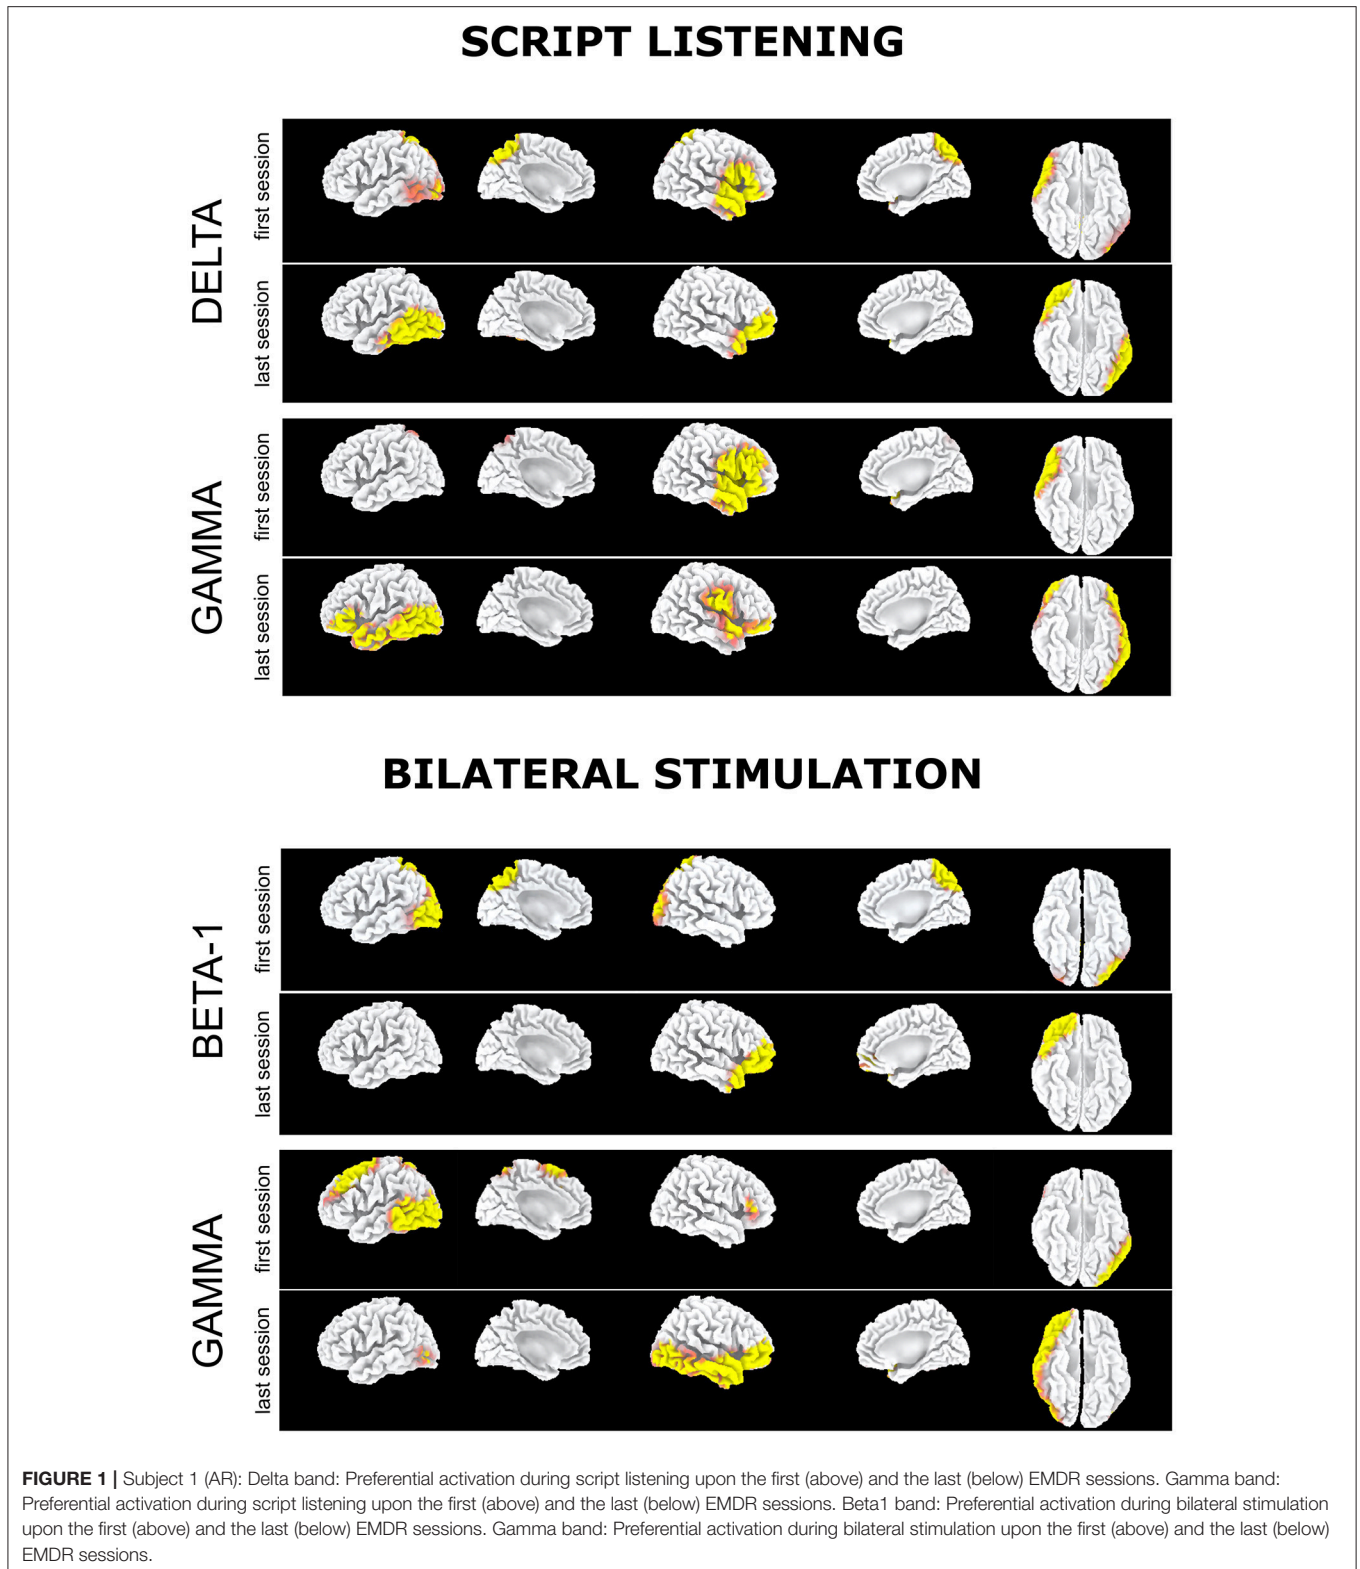 SCRIPT LISTENING
DELTA
first session
last session
GAMMA
first session
last session
BILATERAL STIMULATION
BETA-1
first session
last session
GAMMA
first session
last session
FIGURE 1 | Subject 1 (AR): Delta band: Preferential activation during script listening upon the first (above) and the last (below) EMDR sessions. Gamma band:
Preferential activation during script listening upon the first (above) and the last (below) EMDR sessions. Beta1 band: Preferential activation during bilateral stimulation
upon the first (above) and the last (below) EMDR sessions. Gamma band: Preferential activation during bilateral stimulation upon the first (above) and the last (below)
EMDR sessions.